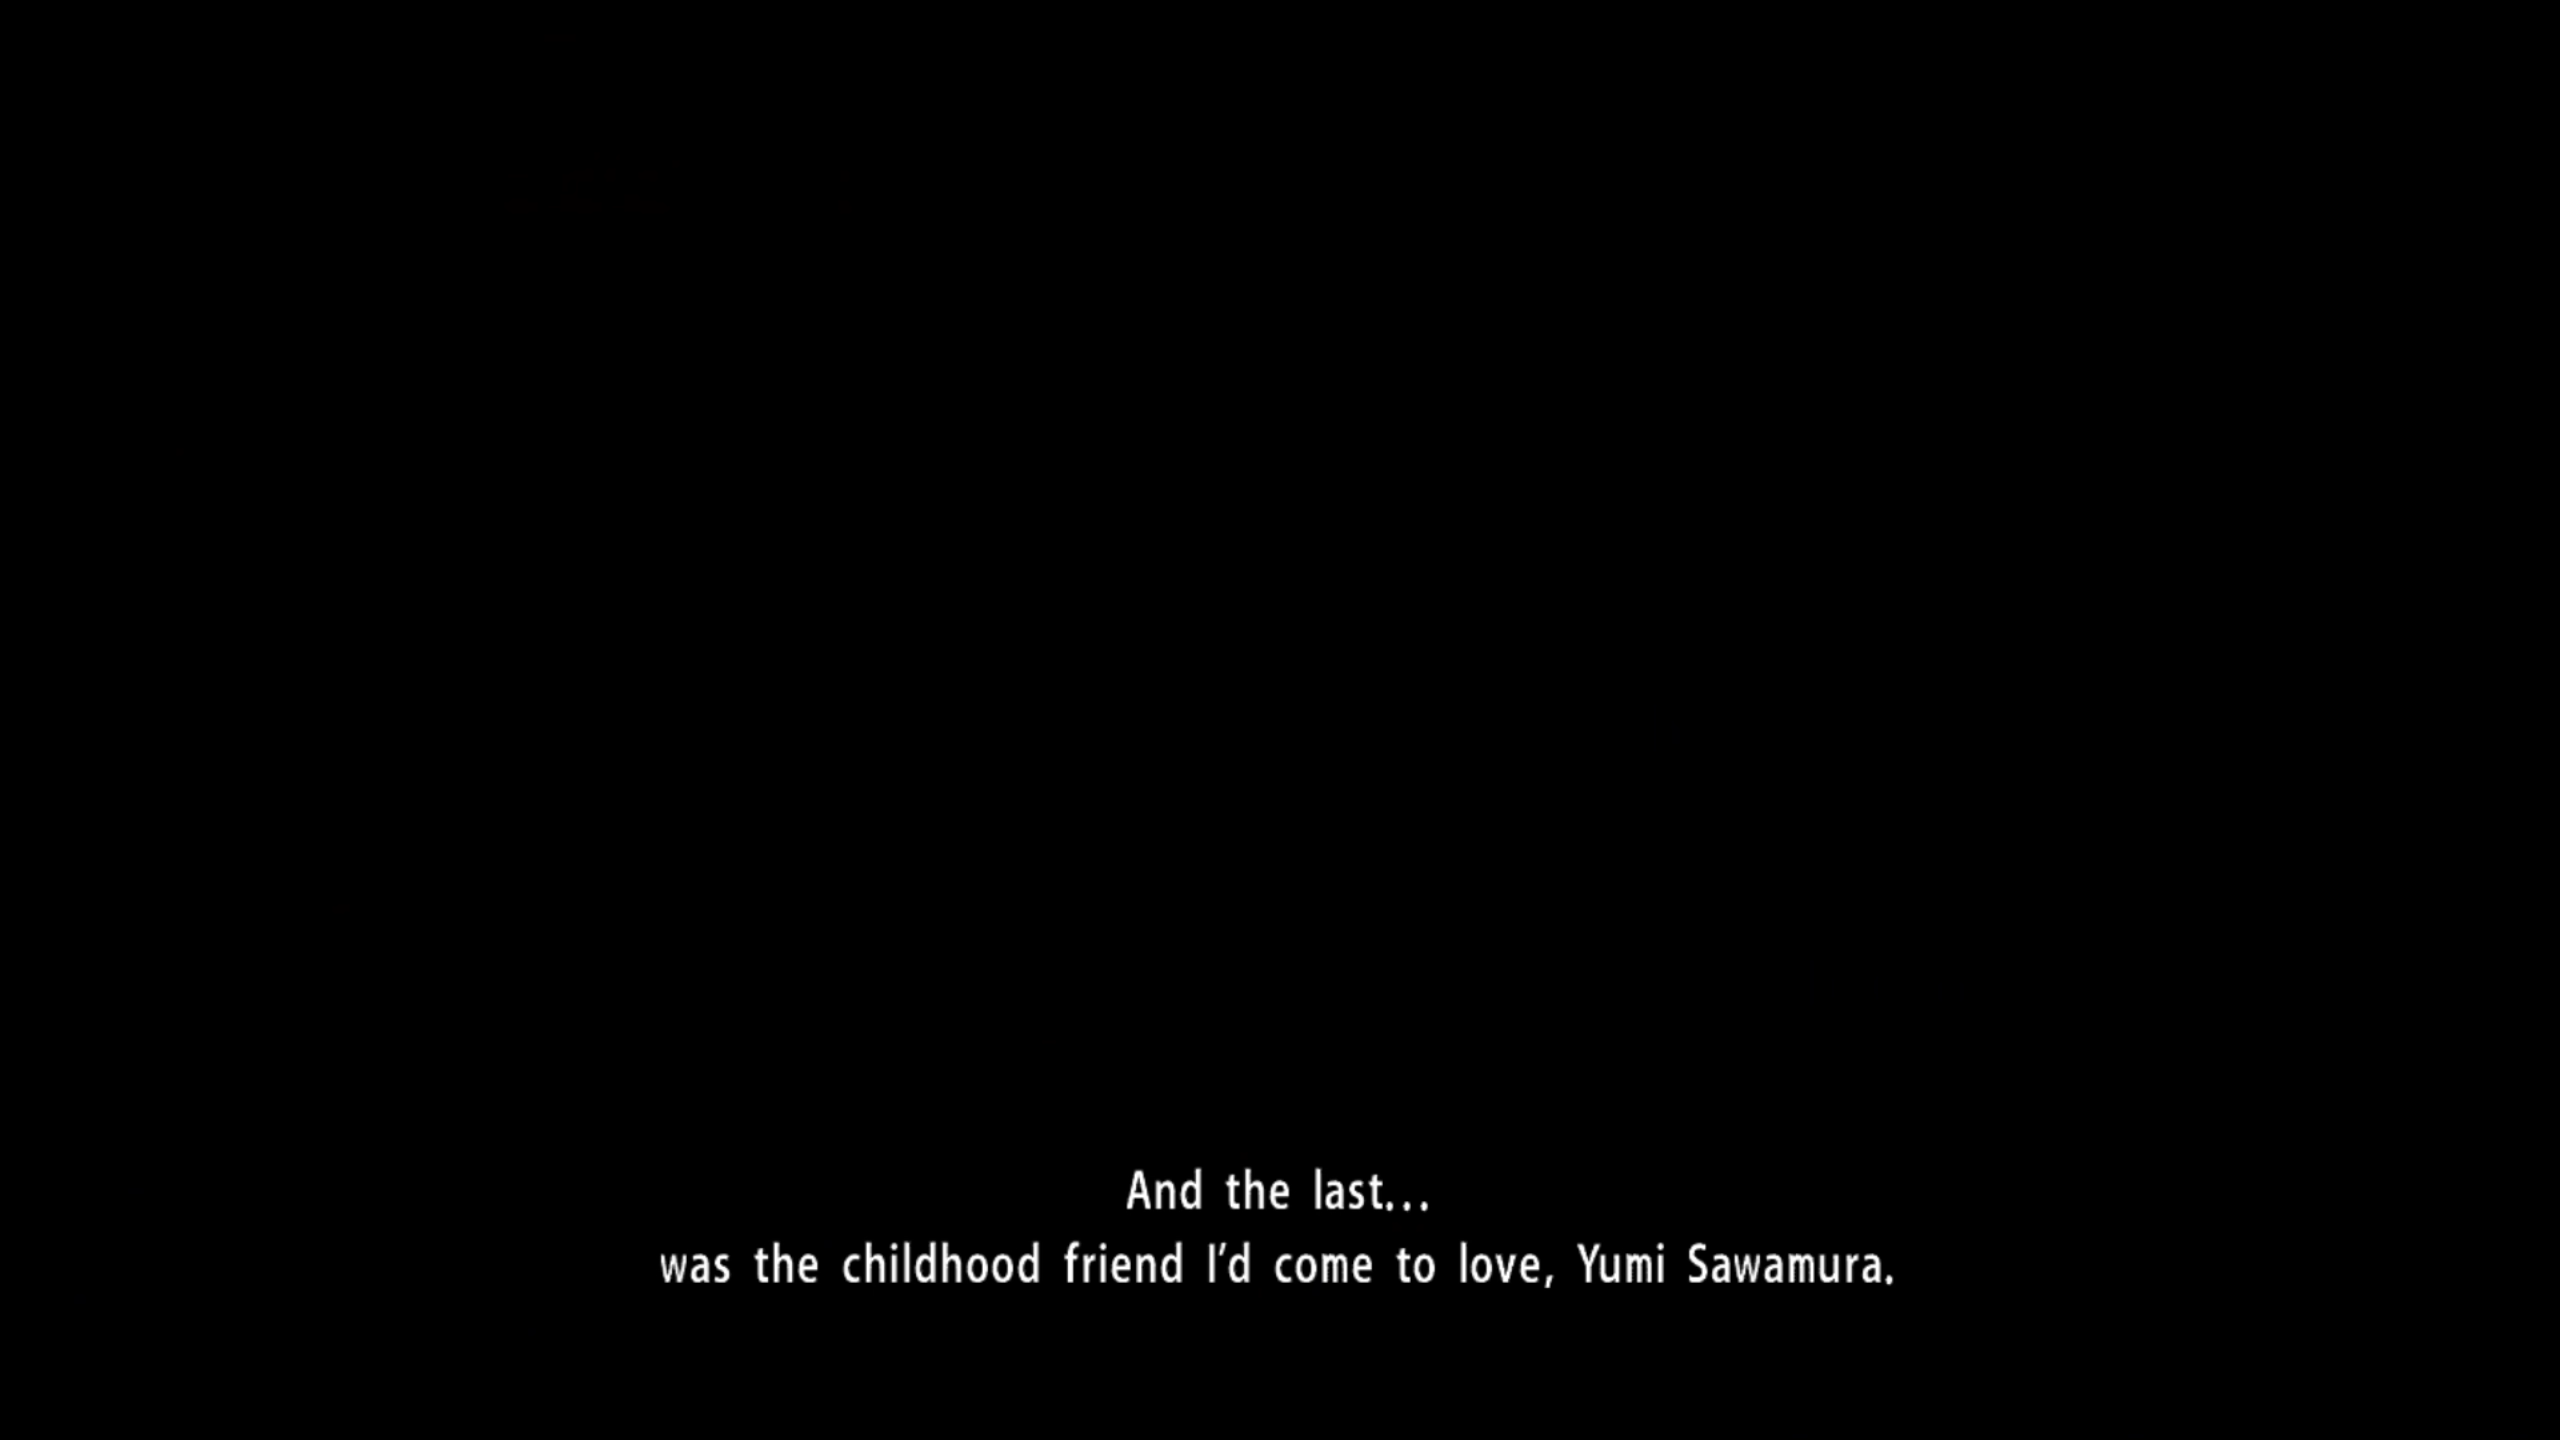 And the last...
was the childhood friend I'd come to love, Yumi Sawamura.